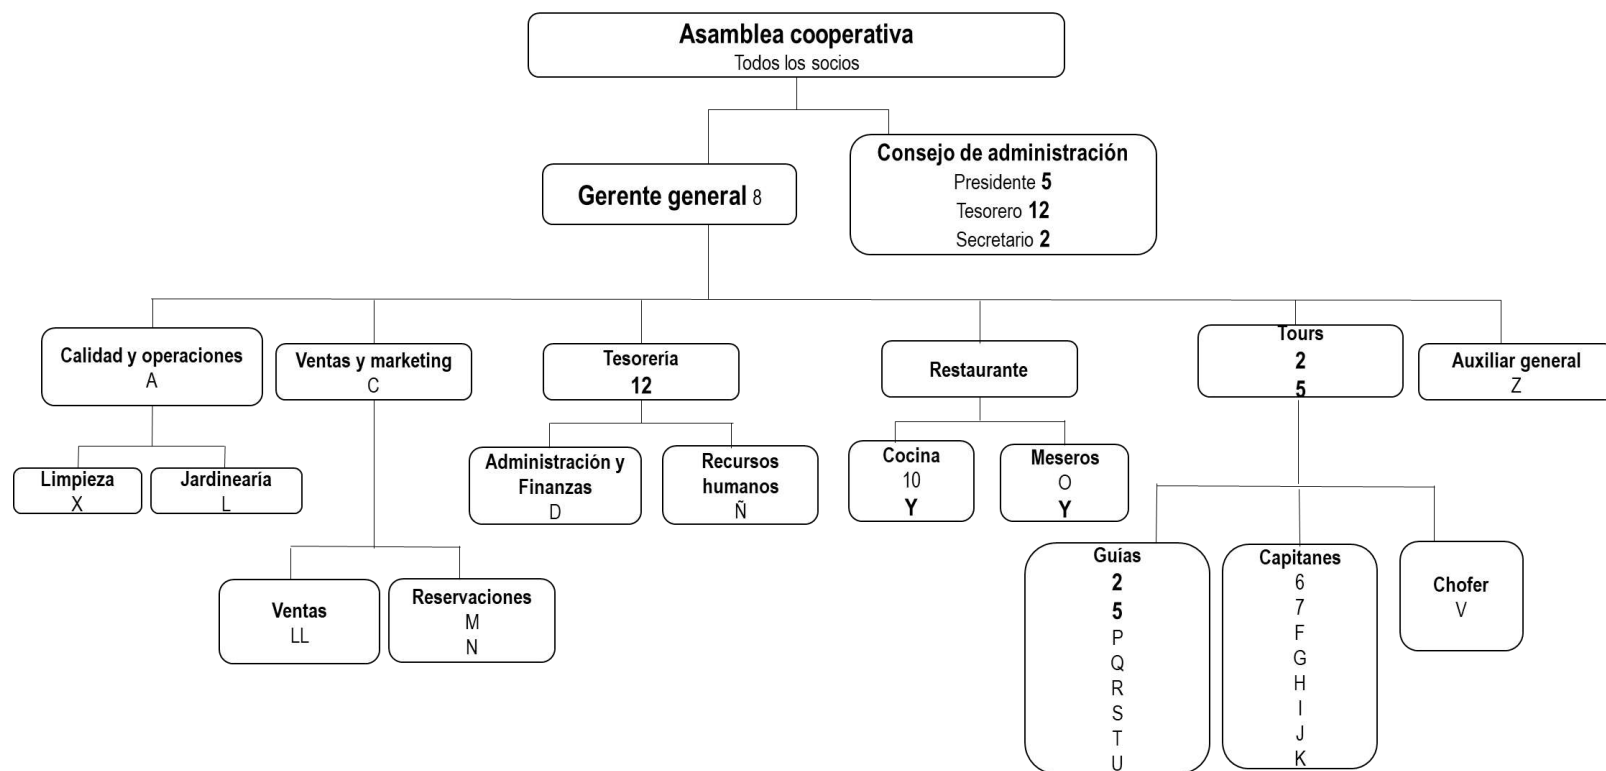 Asamblea cooperativa
Todos los socios
Gerente general 8
Consejo de administración
Presidente 5
Tesorero 12
Secretario 2
Calidad y operaciones
A
Ventas y marketing
C
Tesorería
12
Restaurante
Tours
2
5
Auxiliar general
Z
Limpieza
X
Jardinearía
L
Administración y
Finanzas
D
Recursos
humanos
Ñ
Cocina
10
Y
Meseros
O
Y
Ventas
LL
Reservaciones
M
N
Guías
2
5
P
Q
R
S
T
U
Capitanes
6
7
F
G
H
I
J
K
Chofer
V